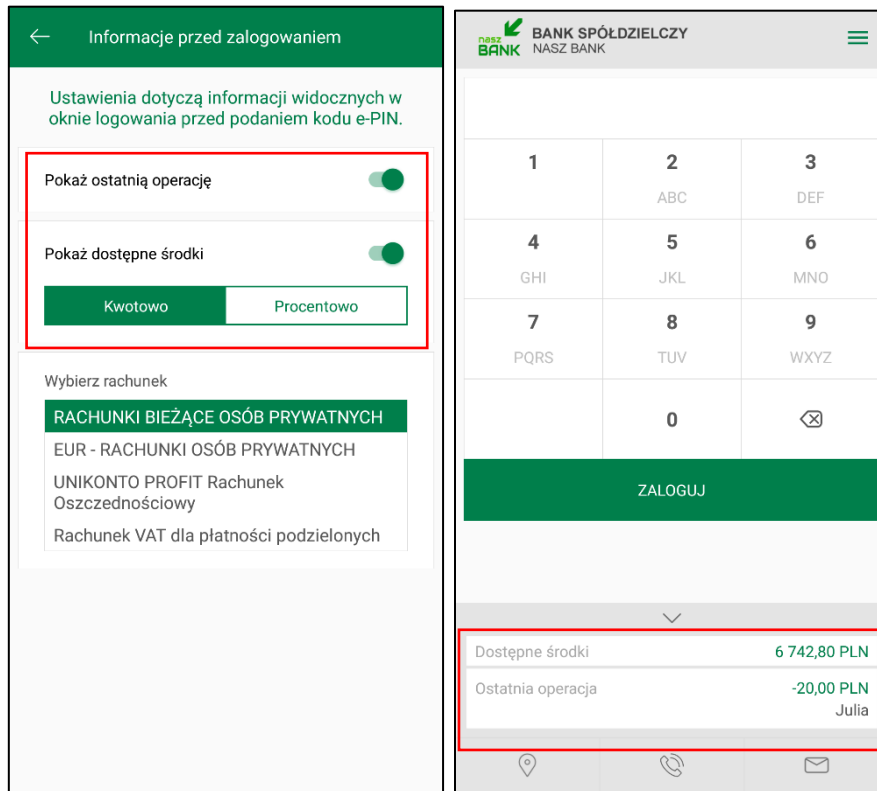 Informacje przed zalogowaniem
Ustawienia dotyczą informacji widocznych w
oknie logowania przed podaniem kodu e-PIN.
Pokaż ostatnią operację
Pokaż dostępne środki
Kwotowo
Procentowo
Wybierz rachunek
RACHUNKI BIEŻĄCE OSÓB PRYWATNYCH
EUR - RACHUNKI OSÓB PRYWATNYCH
UNIKONTO PROFIT Rachunek
Oszczednościowy
Rachunek VAT dla płatności podzielonych
nasz
BANK
BANK SPÓŁDZIELCZY
NASZ BANK
1 2 3
ABC DEF
4 5 6
GHI JKL MNO
7 8 9
PQRS TUV WXYZ
0
ZALOGUJ
Dostępne środki 6 742,80 PLN
Ostatnia operacja -20,00 PLN
Julia